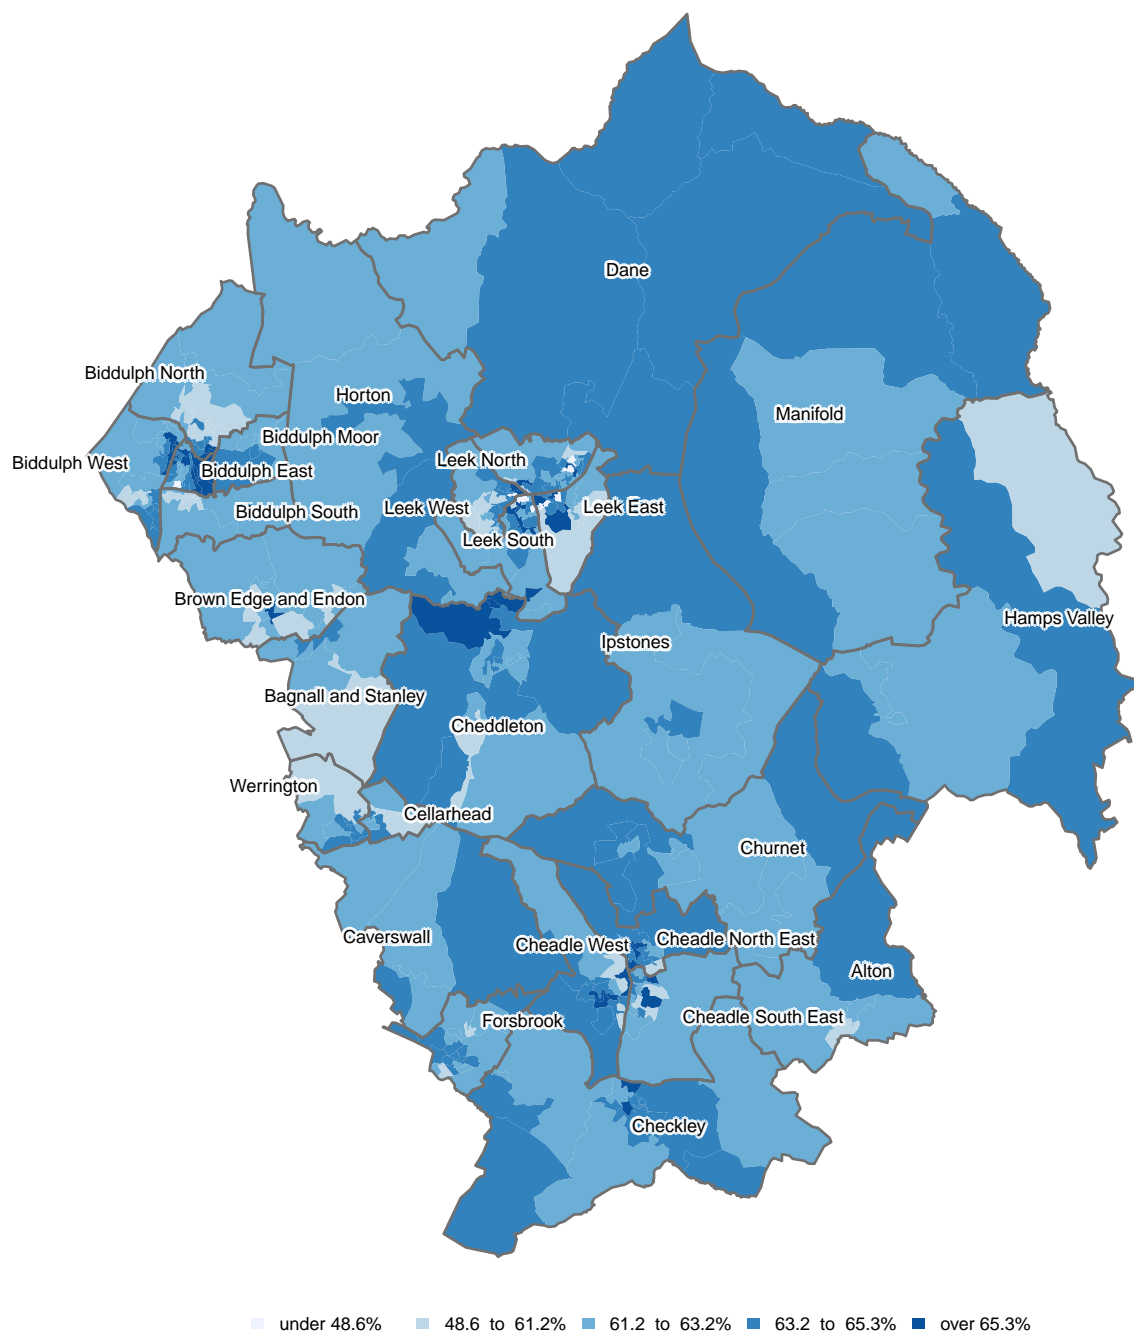 Dane
Biddulph North
Horton
Manifold
Biddulph Moor
Biddulph West
Leek North
Biddulph East
Leek West
Leek East
Biddulph South
Leek South
Brown Edge and Endon
Hamps Valley
Ipstones
Bagnall and Stanley
Cheddleton
Werrington
Cellarhead
Churnet
Caverswall
Cheadle West
Cheadle North East
Alton
Forsbrook
Cheadle South East
Checkley
under 48.6% 48.6 to 61.2% 61.2 to 63.2% 63.2 to 65.3% over 65.3%